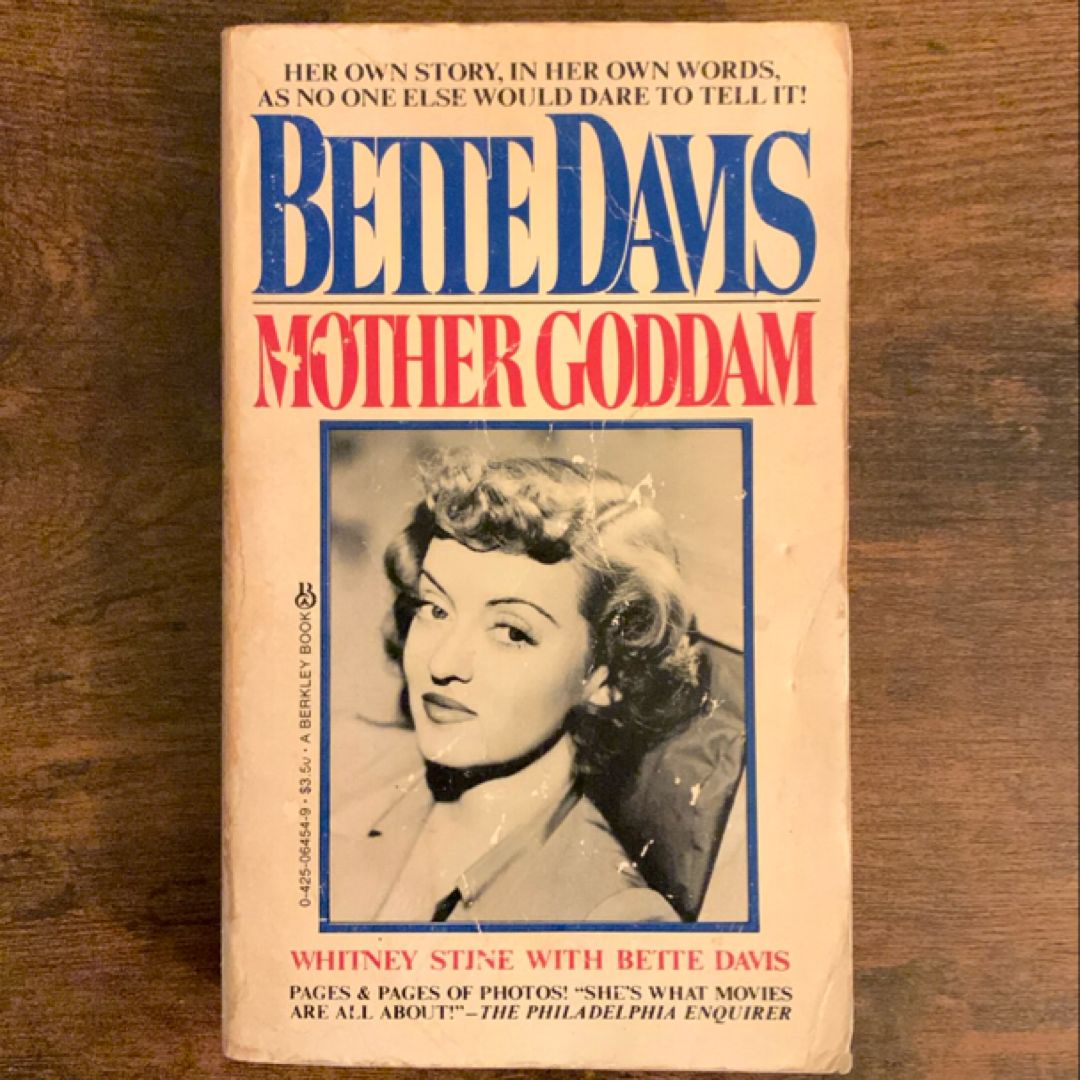 HER OWN STORY, IN HER OWN WORDS,
AS NO ONE ELSE WOULD DARE TO TELL IT!
BETTE DAVIS
MOTHER GODDAM
0-425-06454-9 • $3.50 • A BERKLEY BOOK
WHITNEY STINE WITH BETTE DAVIS
PAGES & PAGES OF PHOTOS! "SHE'S WHAT MOVIES
ARE ALL ABOUT!"—THE PHILADELPHIA ENQUIRER